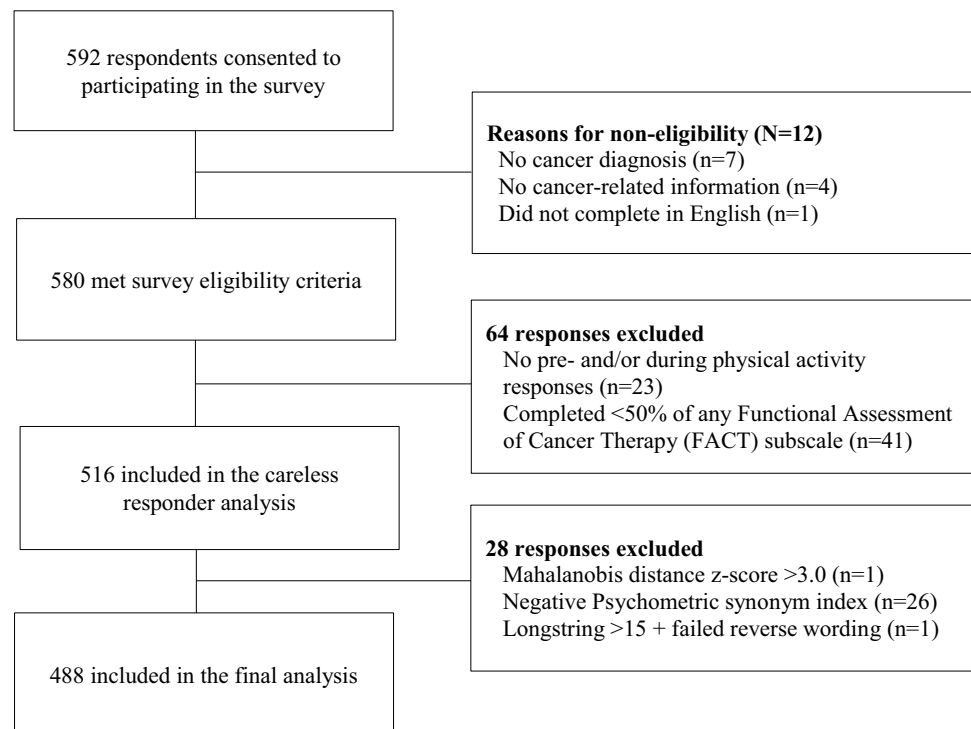 592 respondents consented to
participating in the survey
Reasons for non-eligibility (N=12)
No cancer diagnosis (n=7)
No cancer-related information (n=4)
Did not complete in English (n=1)
580 met survey eligibility criteria
64 responses excluded
No pre- and/or during physical activity
responses (n=23)
Completed <50% of any Functional Assessment
of Cancer Therapy (FACT) subscale (n=41)
516 included in the careless
responder analysis
28 responses excluded
Mahalanobis distance z-score >3.0 (n=1)
Negative Psychometric synonym index (n=26)
Longstring >15 + failed reverse wording (n=1)
488 included in the final analysis